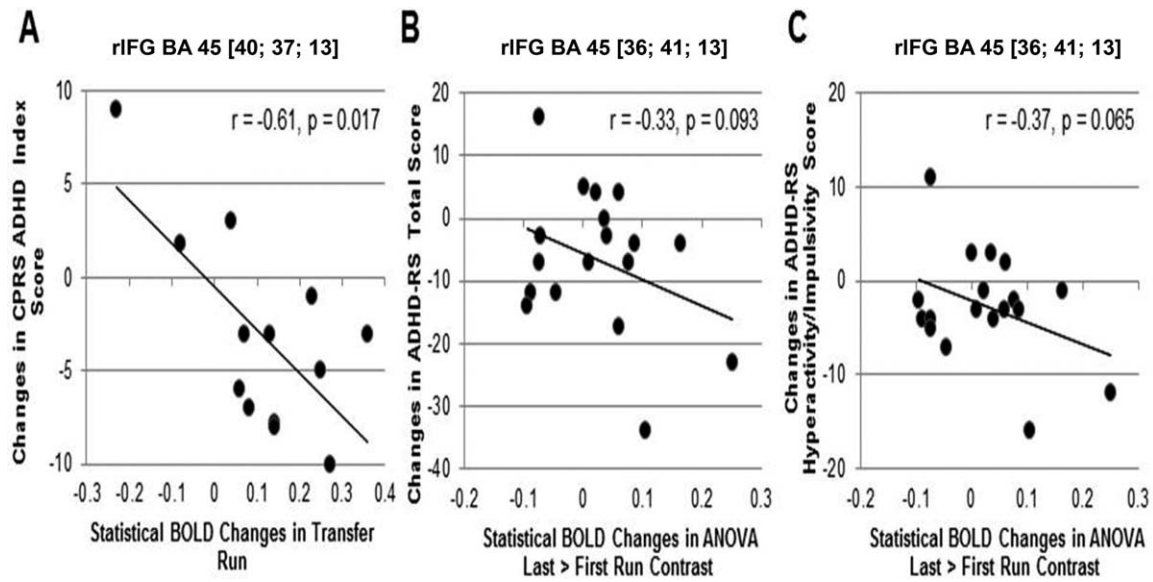 A
rIFG BA 45 [40; 37; 13]
r = -0.61, p = 0.017
Changes in CPRS ADHD Index
Score
10
5
0
-5
-10
-0.3 -0.2 -0.1 0 0.1 0.2 0.3 0.4
Statistical BOLD Changes in Transfer
Run
B
rIFG BA 45 [36; 41; 13]
r = -0.33, p = 0.093
Changes in ADHD-RS Total Score
20
10
0
-10
-20
-30
-40
-0.2 -0.1 0 0.1 0.2 0.3
Statistical BOLD Changes in ANOVA
Last > First Run Contrast
C
rIFG BA 45 [36; 41; 13]
r = -0.37, p = 0.065
Changes in ADHD-RS
Hyperactivity/Impulsivity Score
20
10
0
-10
-20
-0.2 -0.1 0 0.1 0.2 0.3
Statistical BOLD Changes in ANOVA
Last > First Run Contrast